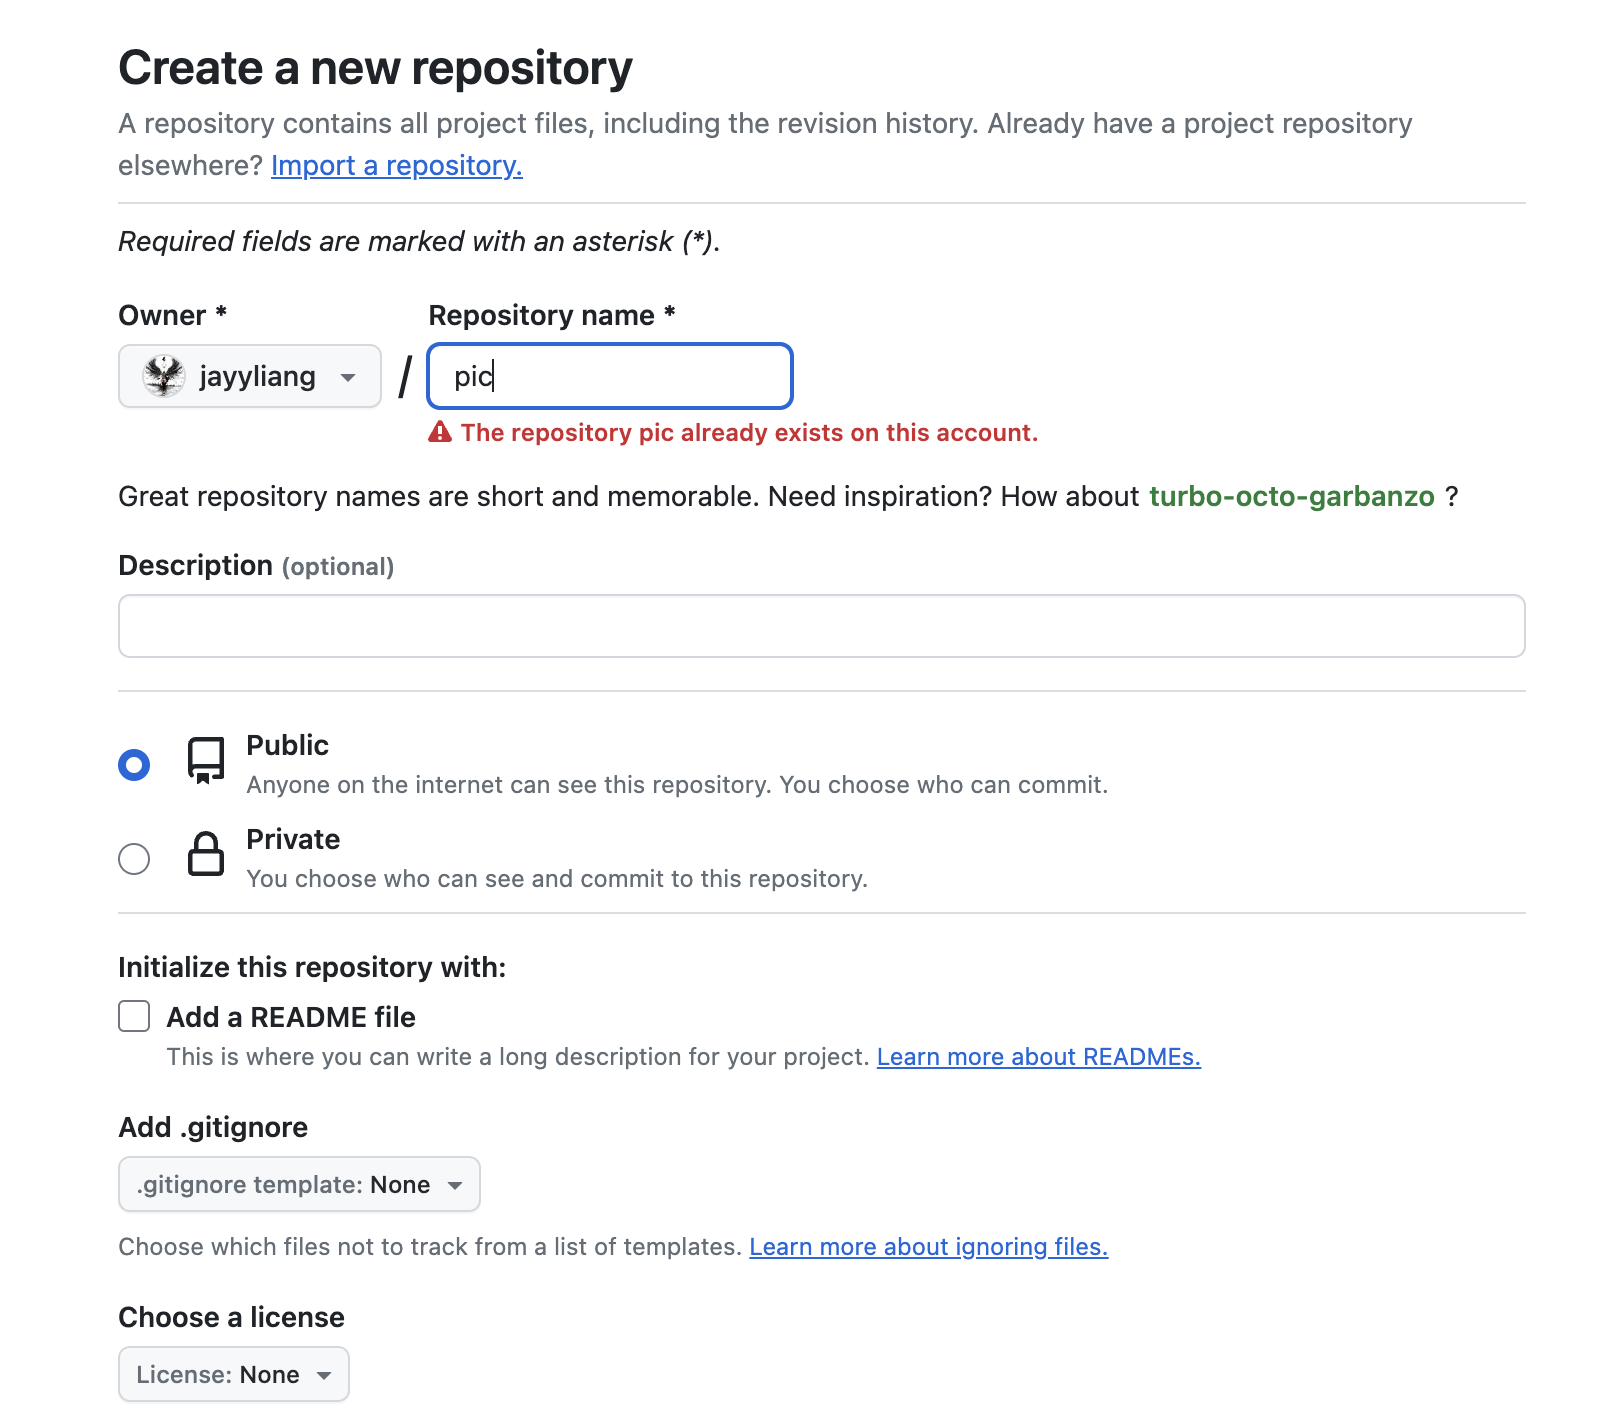 Create a new repository
A repository contains all project files, including the revision history. Already have a project repository
elsewhere? Import a repository.
Required fields are marked with an asterisk (*).
Owner *
Repository name *
jayyliang
/
pic
The repository pic already exists on this account.
Great repository names are short and memorable. Need inspiration? How about turbo-octo-garbanzo ?
Description (optional)
Public
Anyone on the internet can see this repository. You choose who can commit.
Private
You choose who can see and commit to this repository.
Initialize this repository with:
Add a README file
This is where you can write a long description for your project. Learn more about READMEs.
Add .gitignore
.gitignore template: None
Choose which files not to track from a list of templates. Learn more about ignoring files.
Choose a license
License: None